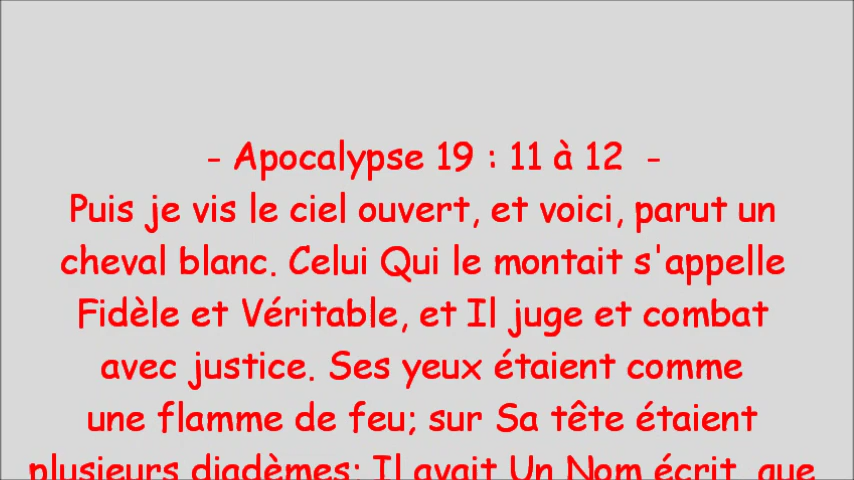 - Apocalypse 19 : 11 à 12 -
Puis je vis le ciel ouvert, et voici, parut un
cheval blanc. Celui Qui le montait s'appelle
Fidèle et Véritable, et Il juge et combat
avec justice. Ses yeux étaient comme
une flamme de feu; sur Sa tête étaient
plusieurs diadèmes; Il avait Un Nom écrit, que